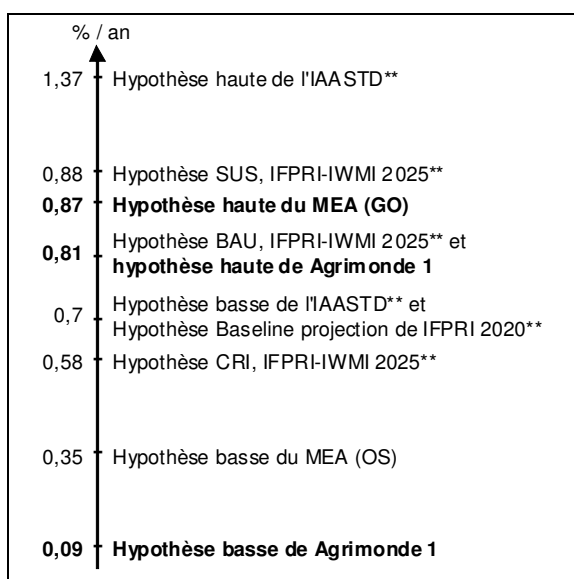 % / an
1,37 Hypothèse haute de l'IAASTD**
0,88 Hypothèse SUS, IFPRI-IWMI 2025**
0,87 Hypothèse haute du MEA (GO)
0,81 Hypothèse BAU, IFPRI-IWMI 2025** et
hypothèse haute de Agrimonde 1
0,7 Hypothèse basse de l'IAASTD** et
Hypothèse Baseline projection de IFPRI 2020**
0,58 Hypothèse CRI, IFPRI-IWMI 2025**
0,35 Hypothèse basse du MEA (OS)
0,09 Hypothèse basse de Agrimonde 1